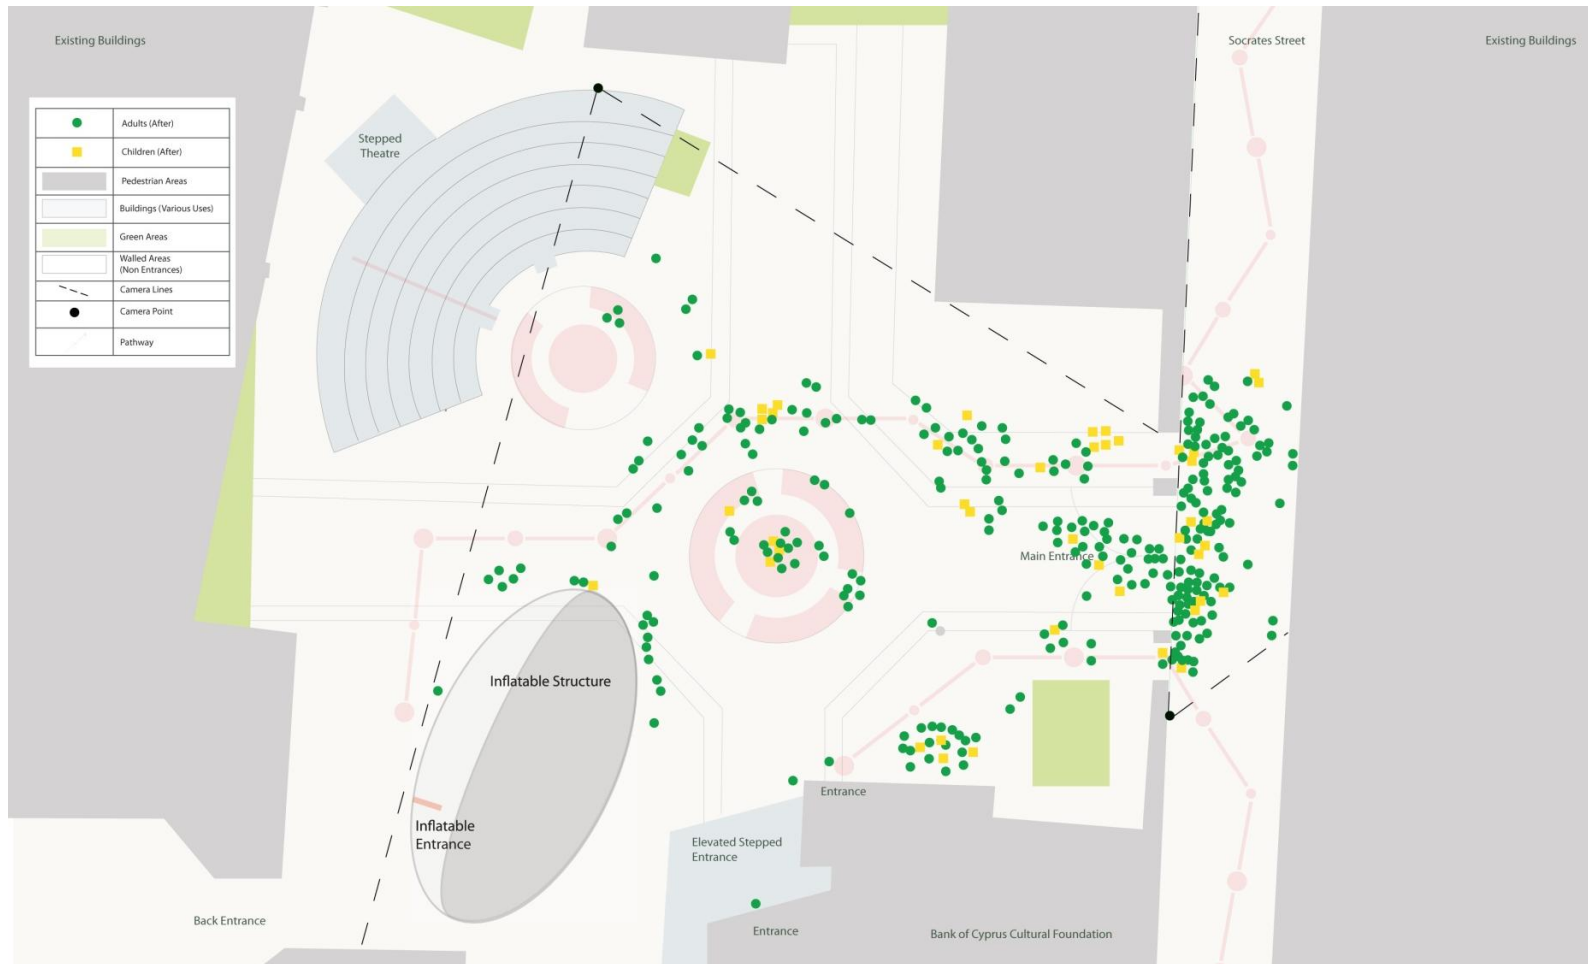 Existing Buildings
Socrates Street
Existing Buildings
Adults (After)
Children (After)
Pedestrian Areas
Buildings (Various Uses)
Green Areas
Walled Areas
(Non Entrances)
Camera Lines
Camera Point
Pathway
Stepped
Theatre
Main Entrance
Inflatable Structure
Inflatable
Entrance
Entrance
Elevated Stepped
Entrance
Back Entrance
Entrance
Bank of Cyprus Cultural Foundation